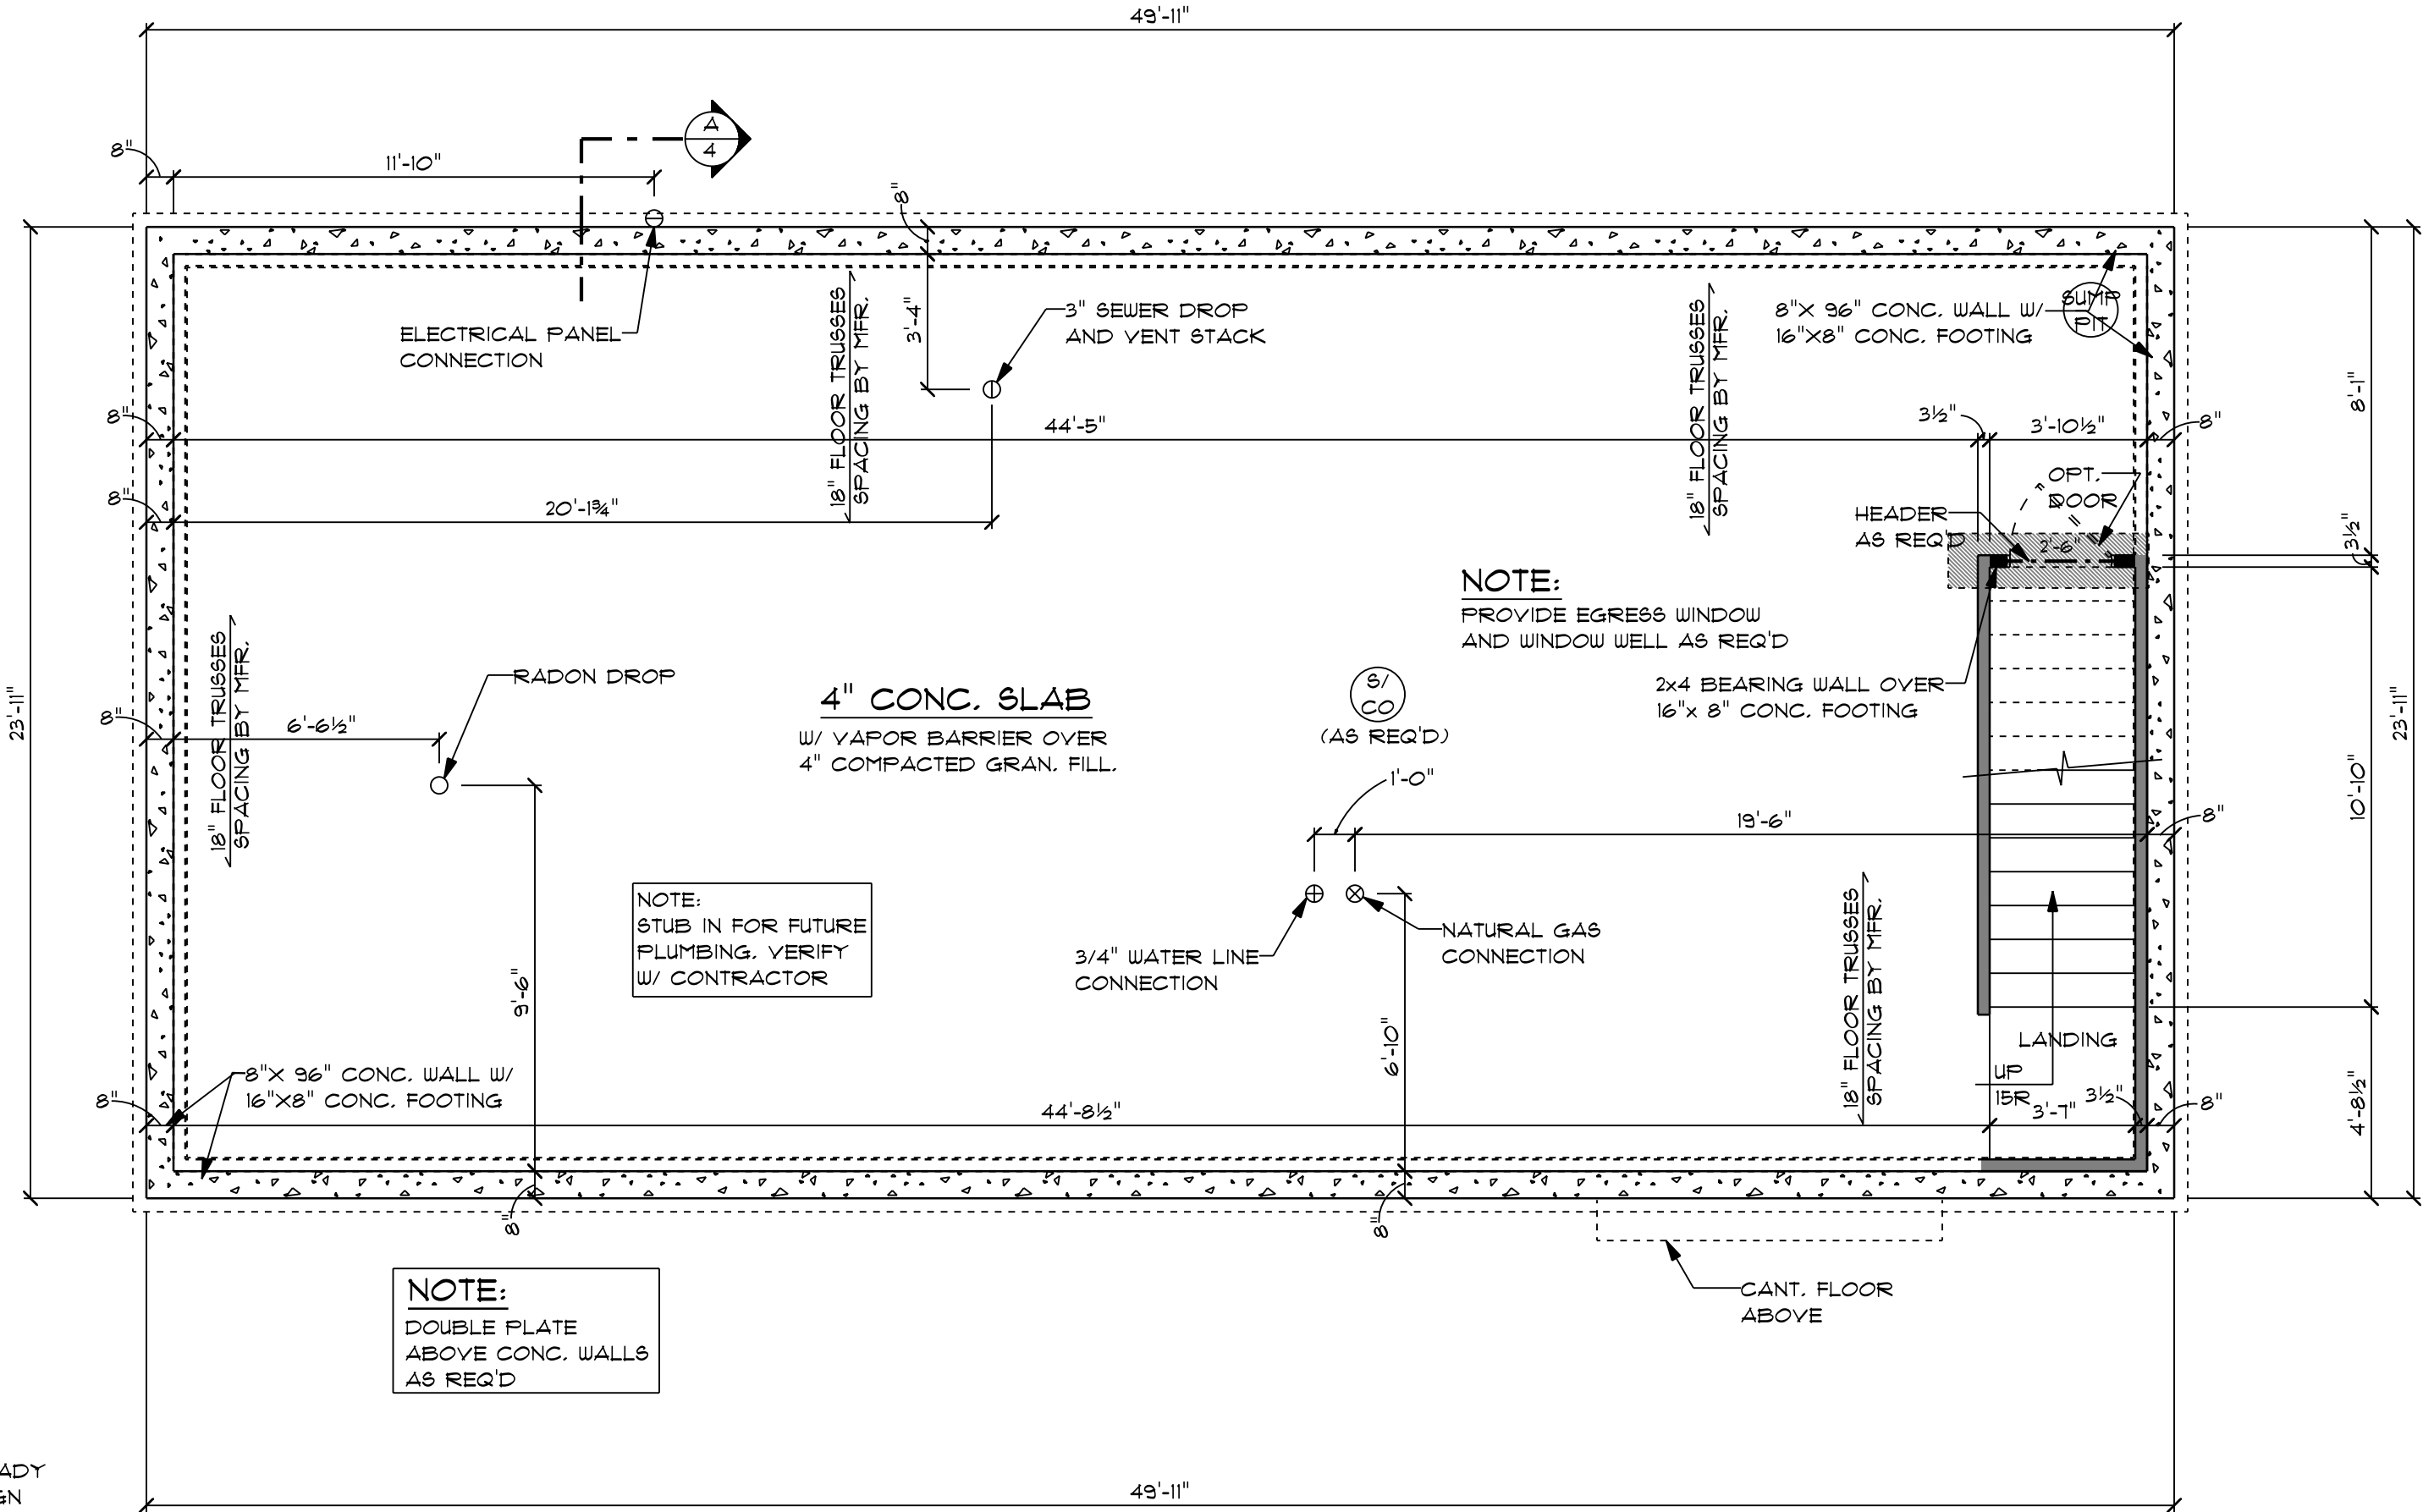 49'-11"
A
4
8"
11'-10"
8"
ELECTRICAL PANEL
CONNECTION
3'-4"
3" SEWER DROP
AND VENT STACK
18" FLOOR TRUSSES
SPACING BY MFR.
18" FLOOR TRUSSES
SPACING BY MFR.
8"X 96" CONC. WALL W/
16"X8" CONC. FOOTING
SUMP
PIT
8'-1"
8"
44'-5"
3½"
3'-10½"
8"
8"
20'-1¾"
OPT.
DOOR
HEADER
AS REQ'D
2'-6"
3½"
NOTE:
PROVIDE EGRESS WINDOW
AND WINDOW WELL AS REQ'D
23'-11"
18" FLOOR TRUSSES
SPACING BY MFR.
RADON DROP
8"
6'-6½"
4" CONC. SLAB
W/ VAPOR BARRIER OVER
4" COMPACTED GRAN. FILL.
S/
CO
(AS REQ'D)
2x4 BEARING WALL OVER
16"x 8" CONC. FOOTING
23'-11"
1'-0"
19'-6"
8"
10'-10"
NOTE:
STUB IN FOR FUTURE
PLUMBING. VERIFY
W/ CONTRACTOR
9'-6"
3/4" WATER LINE
CONNECTION
NATURAL GAS
CONNECTION
6'-10"
18" FLOOR TRUSSES
SPACING BY MFR.
LANDING
UP
15R
8"X 96" CONC. WALL W/
16"X8" CONC. FOOTING
8"
44'-8½"
3'-7"
3½"
8"
4'-8½"
8"
8"
NOTE:
DOUBLE PLATE
ABOVE CONC. WALLS
AS REQ'D
CANT. FLOOR
ABOVE
49'-11"